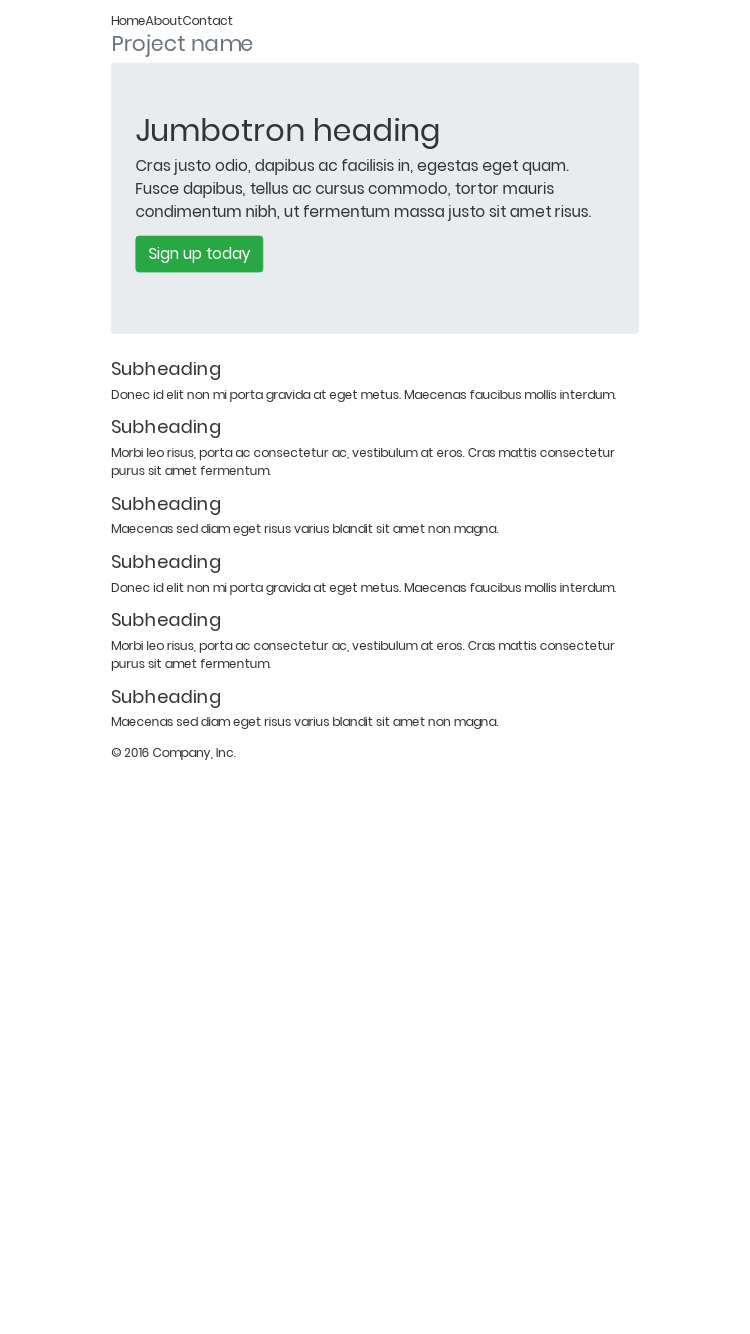 HomeAboutContact
Project name
Jumbotron heading
Cras justo odio, dapibus ac facilisis in, egestas eget quam.
Fusce dapibus, tellus ac cursus commodo, tortor mauris
condimentum nibh, ut fermentum massa justo sit amet risus.
Sign up today
Subheading
Donec id elit non mi porta gravida at eget metus. Maecenas faucibus mollis interdum.
Subheading
Morbi leo risus, porta ac consectetur ac, vestibulum at eros. Cras mattis consectetur
purus sit amet fermentum.
Subheading
Maecenas sed diam eget risus varius blandit sit amet non magna.
Subheading
Donec id elit non mi porta gravida at eget metus. Maecenas faucibus mollis interdum.
Subheading
Morbi leo risus, porta ac consectetur ac, vestibulum at eros. Cras mattis consectetur
purus sit amet fermentum.
Subheading
Maecenas sed diam eget risus varius blandit sit amet non magna.
© 2016 Company, Inc.